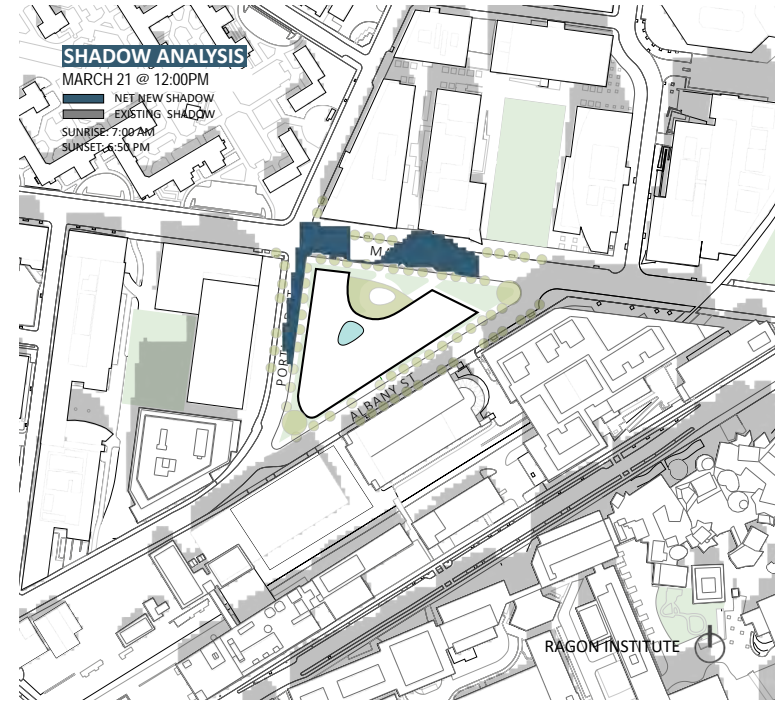 SHADOW ANALYSIS
MARCH 21 @ 12:00PM
NET NEW SHADOW
EXISTING SHADOW
SUNRISE: 7:00 AM
SUNSET: 6:50 PM
M
ALBANY ST
RAGON INSTITUTE